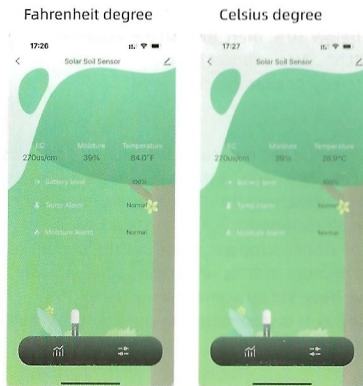 Fahrenheit degree Celsius degree
17:26 17:27
Solar Soil Sensor Solar Soil Sensor
EC Moisture Temperature EC Moisture Temperature
270us/cm 39% 84.0°F 270us/cm 39% 28.9°C
Battery level 100% Battery level 100%
Temp Alarm Normal Temp Alarm Normal
Moisture Alarm Normal Moisture Alarm Normal